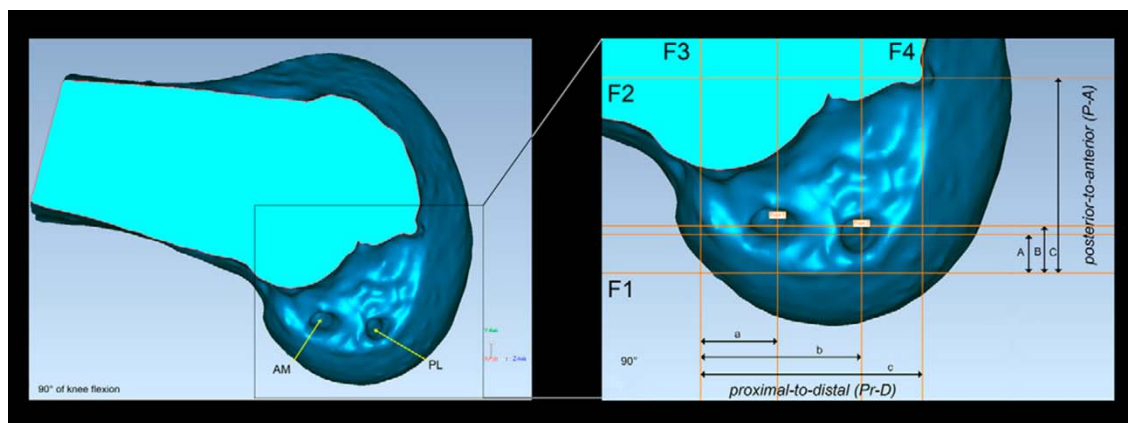 AM
PL
90° of knee flexion
F3
F4
F2
F1
A
B
C
posterior-to-anterior (P-A)
a
b
c
90°
proximal-to-distal (Pr-D)